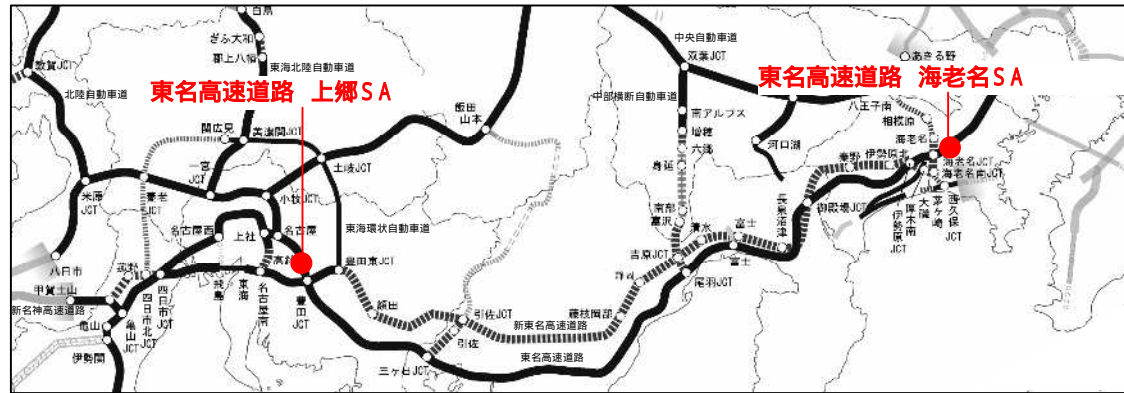 白鳥
ぎふ大和
郡上八幡
敦賀JCT
北陸自動車道
東海北陸自動車道
東名高速道路 上郷SA
飯田山本
関広見
美濃関JCT
土岐JCT
一宮JCT
米原JCT
養老JCT
小牧JCT
名古屋西
上社
名古屋
東海環状自動車道
八日市
甲賀土山
新名神高速道路
菰野
亀山
亀山JCT
伊勢関
四日市北JCT
四日市JCT
飛島
東海
名古屋南
豊田JCT
豊田東JCT
額田
引佐JCT
引佐
三ヶ日JCT
新東名高速道路
東名高速道路
藤枝岡部
中央自動車道
双葉JCT
中部横断自動車道
南アルプス
増穂
六郷
身延
南部
富沢
吉原JCT
清水
富士
富士
尾羽JCT
長泉沼津
河口湖
御殿場JCT
秦野
伊勢原北
東名高速道路 海老名SA
あきる野
八王子南
相模原
海老名
海老名JCT
海老名南JCT
伊勢原JCT
厚木南
大磯
茅ヶ崎
西久保JCT